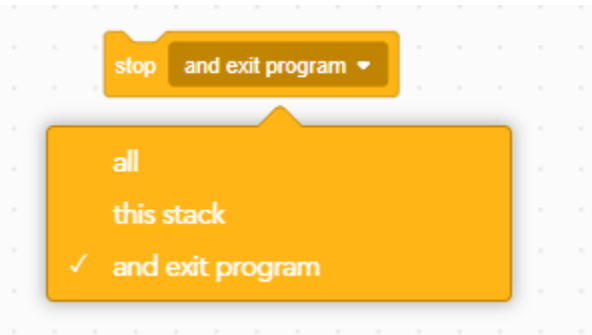 stop and exit program
all
this stack
and exit program